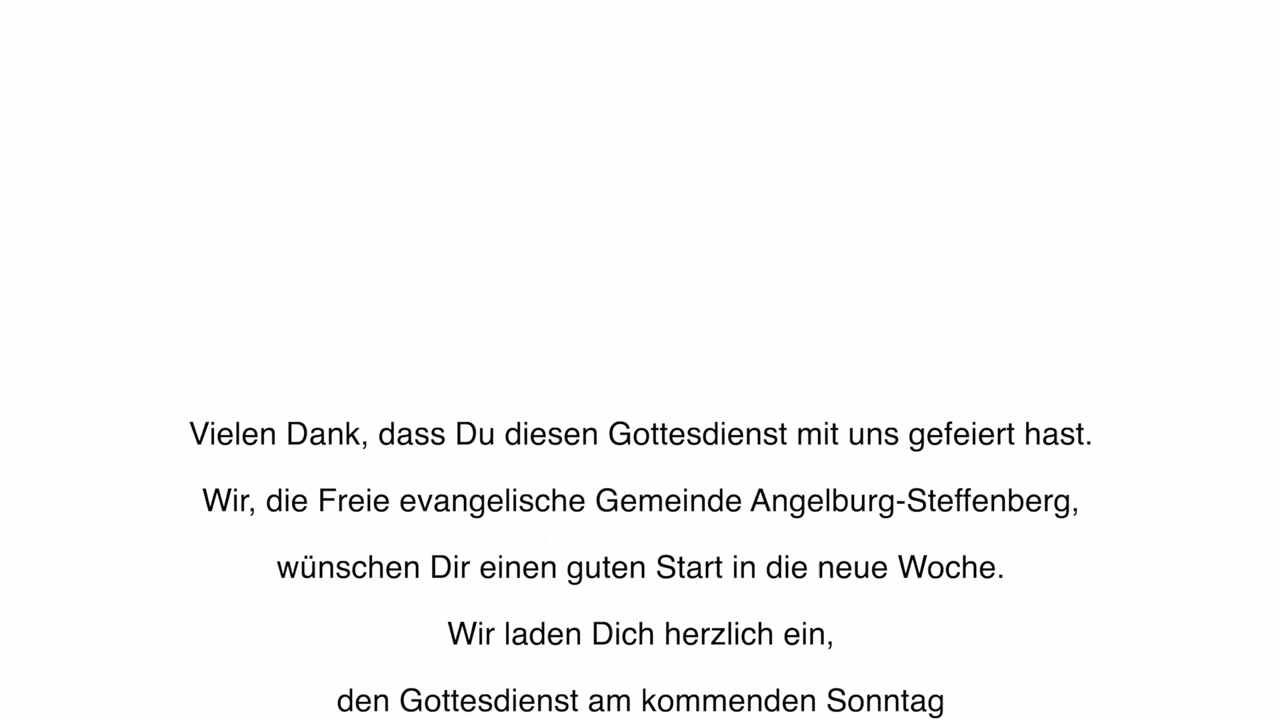 Vielen Dank, dass Du diesen Gottesdienst mit uns gefeiert hast.
Wir, die Freie evangelische Gemeinde Angelburg-Steffenberg,
wünschen Dir einen guten Start in die neue Woche.
Wir laden Dich herzlich ein,
den Gottesdienst am kommenden Sonntag